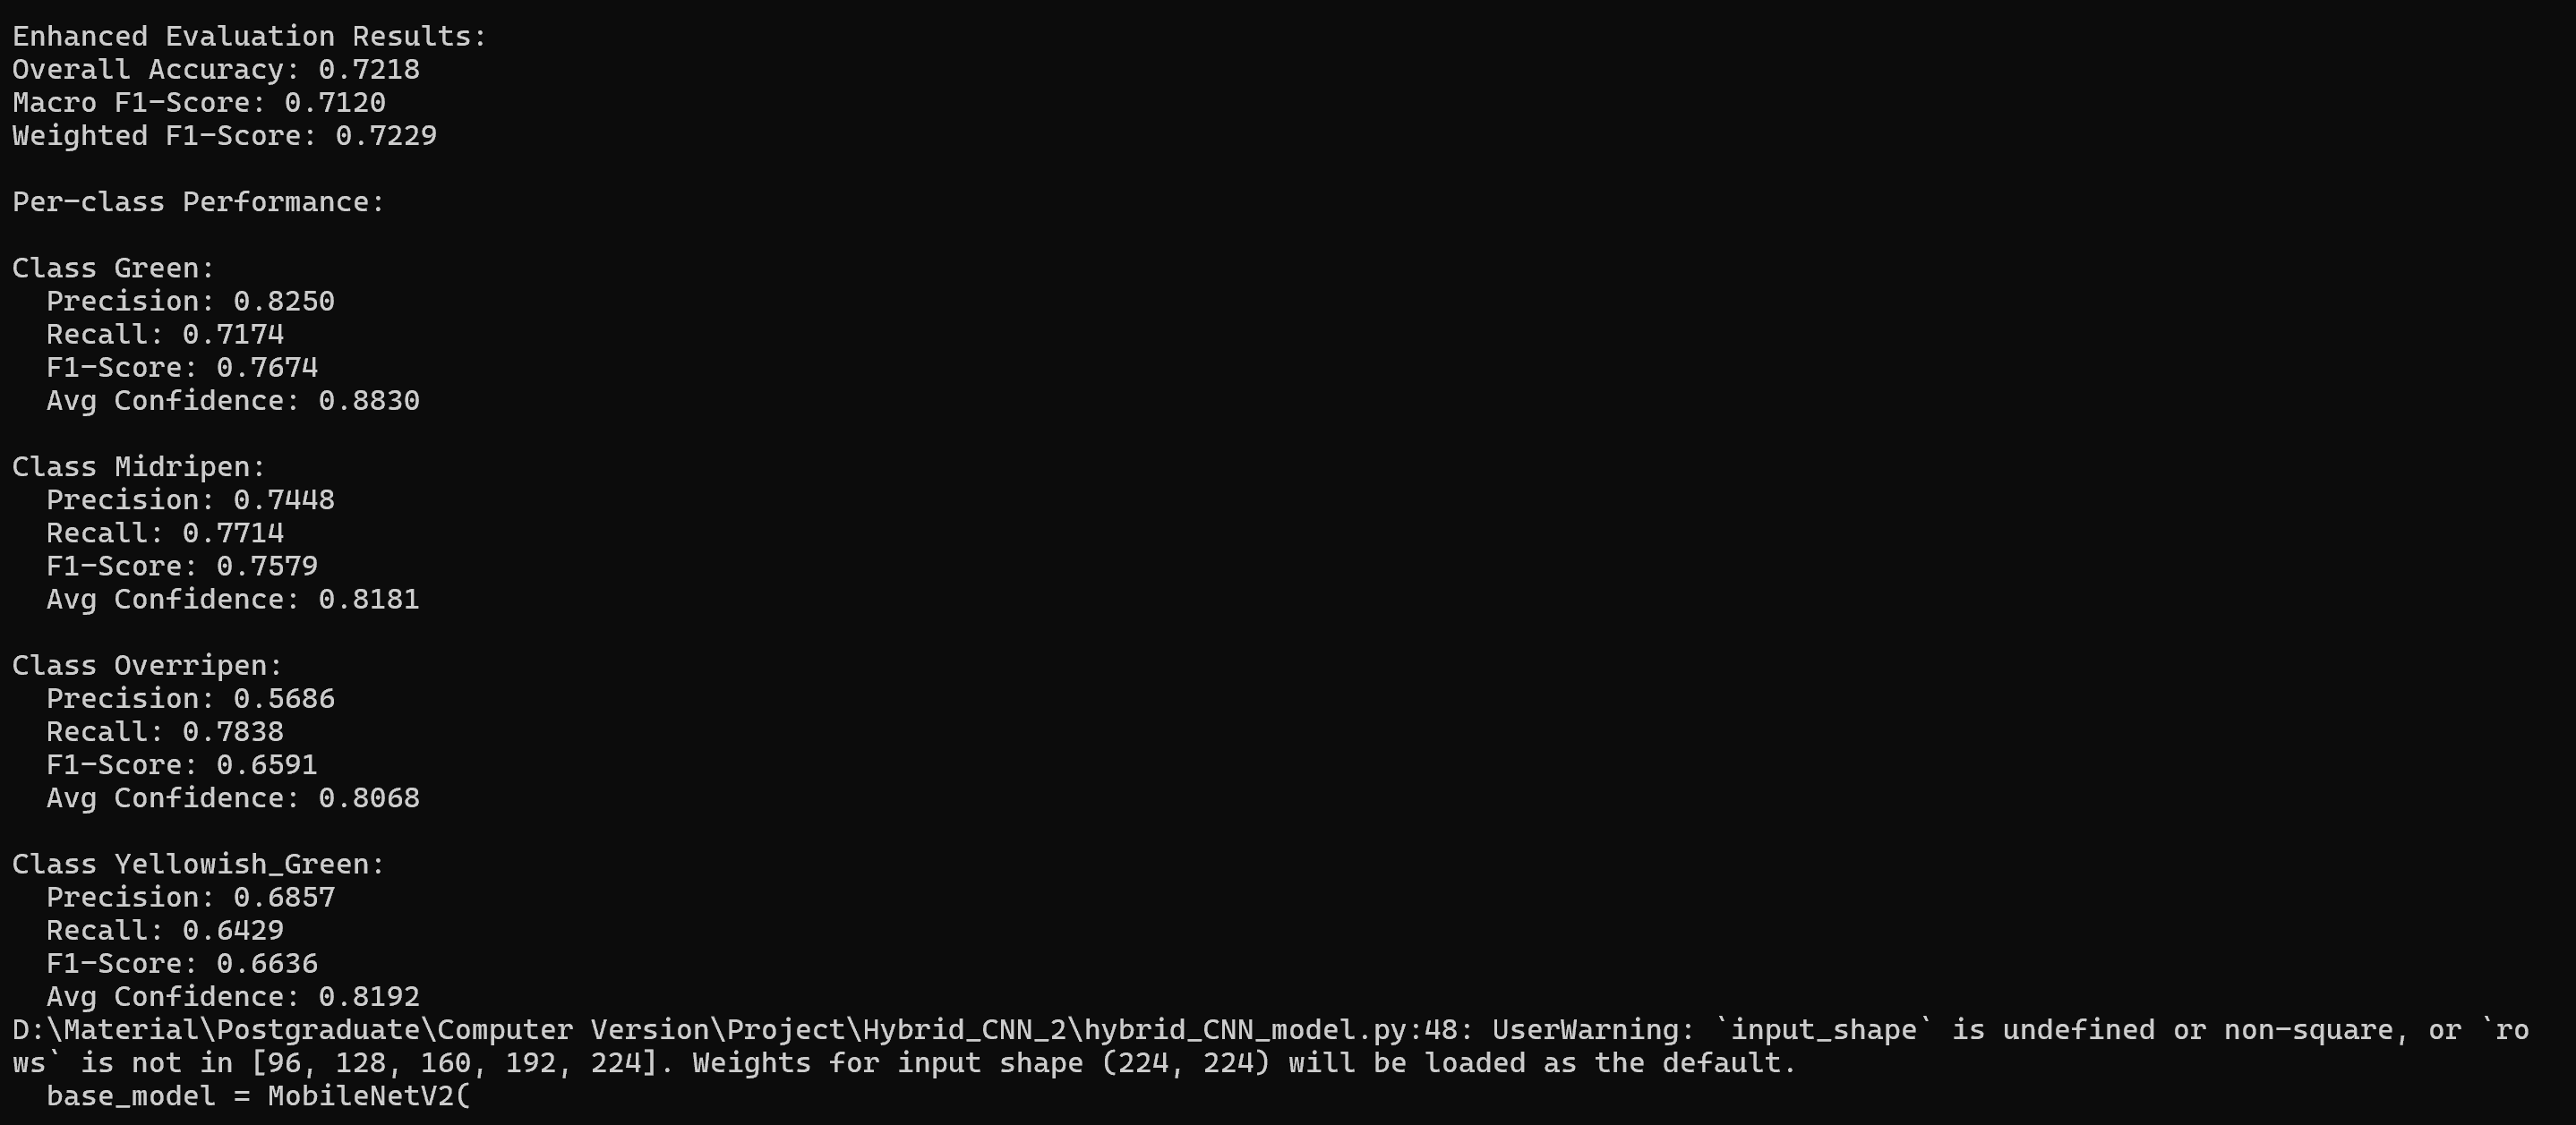 Enhanced Evaluation Results:
Overall Accuracy: 0.7218
Macro F1-Score: 0.7120
Weighted F1-Score: 0.7229
Per-class Performance:
Class Green:
Precision: 0.8250
Recall: 0.7174
F1-Score: 0.7674
Avg Confidence: 0.8830
Class Midripen:
Precision: 0.7448
Recall: 0.7714
F1-Score: 0.7579
Avg Confidence: 0.8181
Class Overripen:
Precision: 0.5686
Recall: 0.7838
F1-Score: 0.6591
Avg Confidence: 0.8068
Class Yellowish_Green:
Precision: 0.6857
Recall: 0.6429
F1-Score: 0.6636
Avg Confidence: 0.8192
D:\Material\Postgraduate\Computer Version\Project\Hybrid_CNN_2\hybrid_CNN_model.py:48: UserWarning: `input_shape` is undefined or non-square, or `ro
ws` is not in [96, 128, 160, 192, 224]. Weights for input shape (224, 224) will be loaded as the default.
base_model = MobileNetV2(